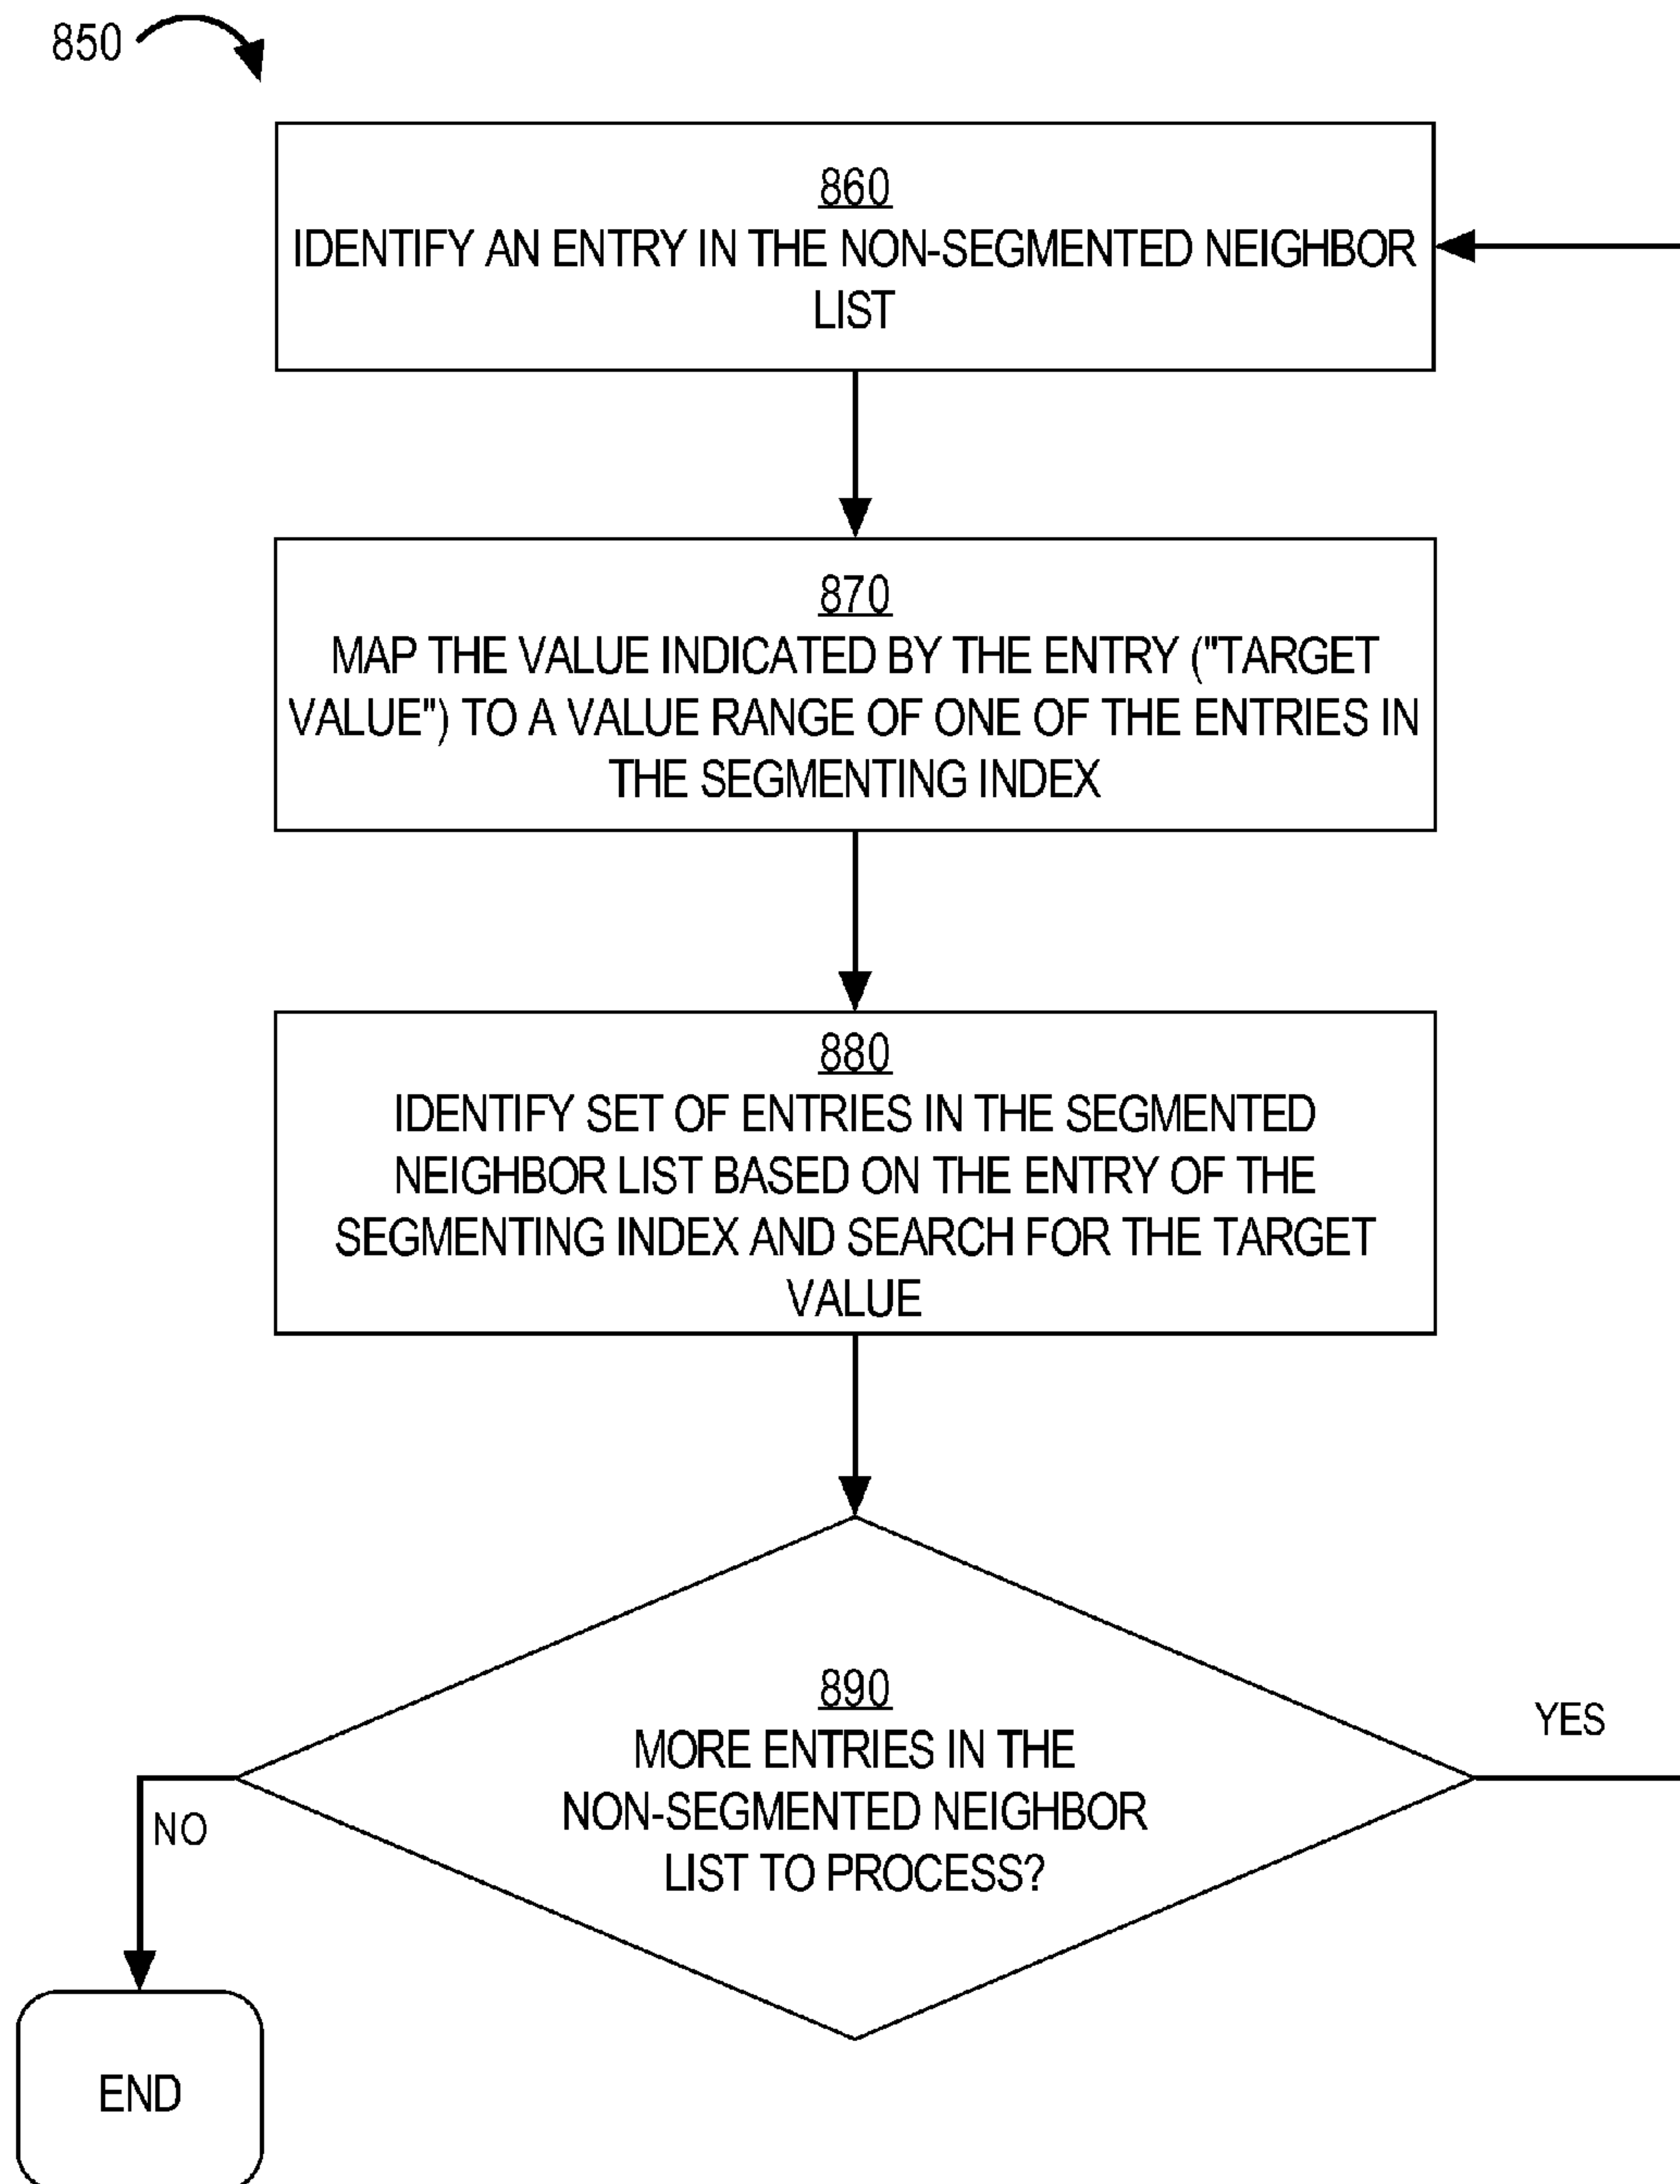 850
860
IDENTIFY AN ENTRY IN THE NON-SEGMENTED NEIGHBOR
LIST
870
MAP THE VALUE INDICATED BY THE ENTRY ("TARGET
VALUE") TO A VALUE RANGE OF ONE OF THE ENTRIES IN
THE SEGMENTING INDEX
880
IDENTIFY SET OF ENTRIES IN THE SEGMENTED
NEIGHBOR LIST BASED ON THE ENTRY OF THE
SEGMENTING INDEX AND SEARCH FOR THE TARGET
VALUE
890
MORE ENTRIES IN THE
NON-SEGMENTED NEIGHBOR
LIST TO PROCESS?
YES
NO
END